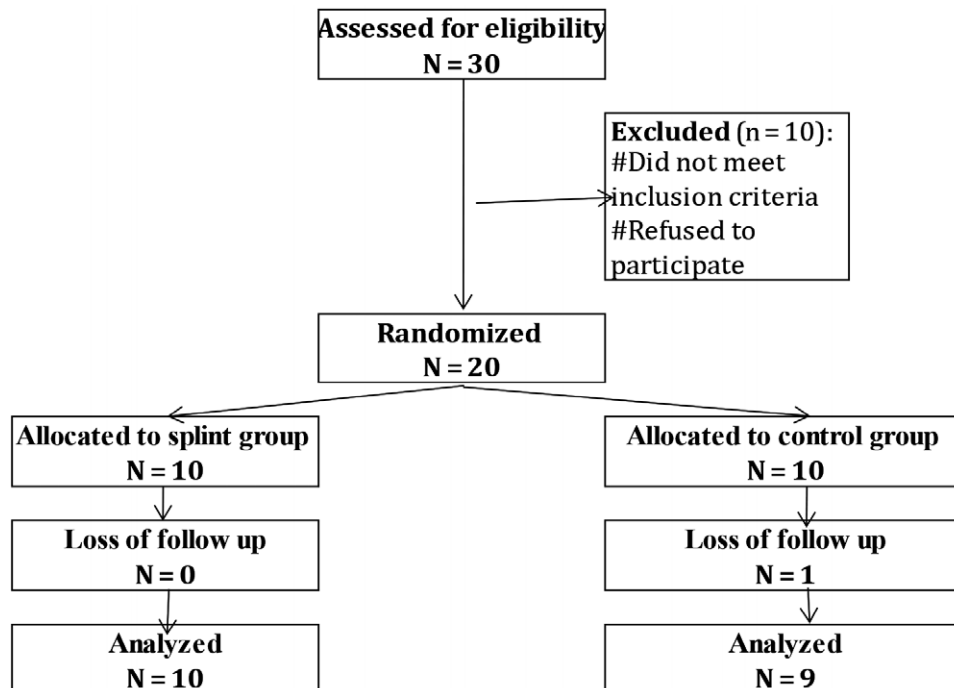 Assessed for eligibility
N = 30
Excluded (n = 10):
#Did not meet
inclusion criteria
#Refused to
participate
Randomized
N = 20
Allocated to splint group
N = 10
Allocated to control group
N = 10
Loss of follow up
N = 0
Loss of follow up
N = 1
Analyzed
N = 10
Analyzed
N = 9